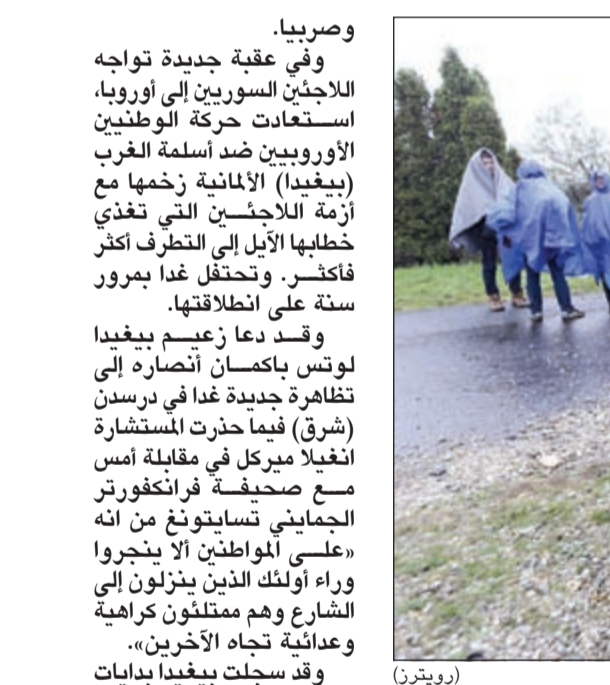 وصربيا.
وفي عقبة جديدة تواجه
اللاجئين السوريين إلى أوروبا،
استعادت حركة الوطنيين
الأوروبيين ضد أسلمة الغرب
(بيغيدا) الألمانية زخمها مع
أزمة اللاجئين التي تغذي
خطابها الآيل إلى التطرف أكثر
فأكثر. وتحتفل غدا بمرور
سنة على انطلاقتها.
وقد دعا زعيم بيغيدا
لوتس باكمان أنصاره إلى
تظاهرة جديدة غدا في درسدن
(شرق) فيما حذرت المستشارة
انغيلا ميركل في مقابلة أمس
مع صحيفة فرانكفورتر
الجمايني تسايتونغ من انه
«على المواطنين ألا ينجروا
وراء أولئك الذين ينزلون إلى
الشارع وهم ممتلئون كراهية
وعدائية تجاه الآخرين».
وقد سجلت بيغيدا بدايات
(رويترز)